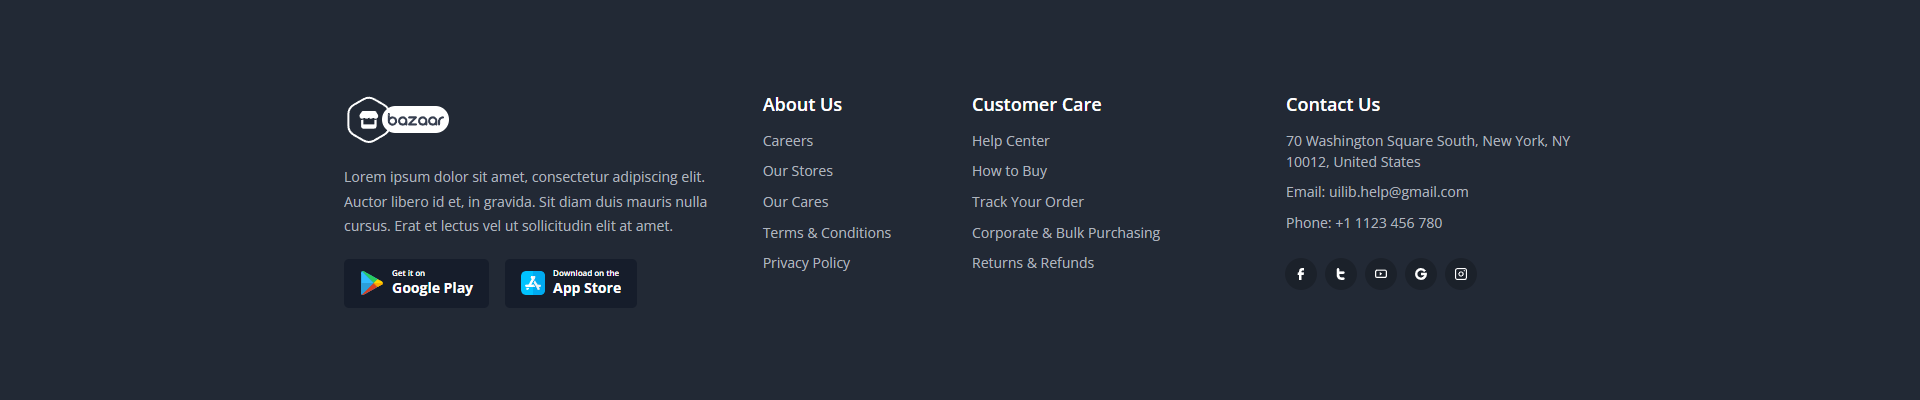 bazaar
Lorem ipsum dolor sit amet, consectetur adipiscing elit.
Auctor libero id et, in gravida. Sit diam duis mauris nulla
cursus. Erat et lectus vel ut sollicitudin elit at amet.
Get it on
Google Play
Download on the
App Store
About Us
Careers
Our Stores
Our Cares
Terms & Conditions
Privacy Policy
Customer Care
Help Center
How to Buy
Track Your Order
Corporate & Bulk Purchasing
Returns & Refunds
Contact Us
70 Washington Square South, New York, NY
10012, United States
Email: uilib.help@gmail.com
Phone: +1 1123 456 780